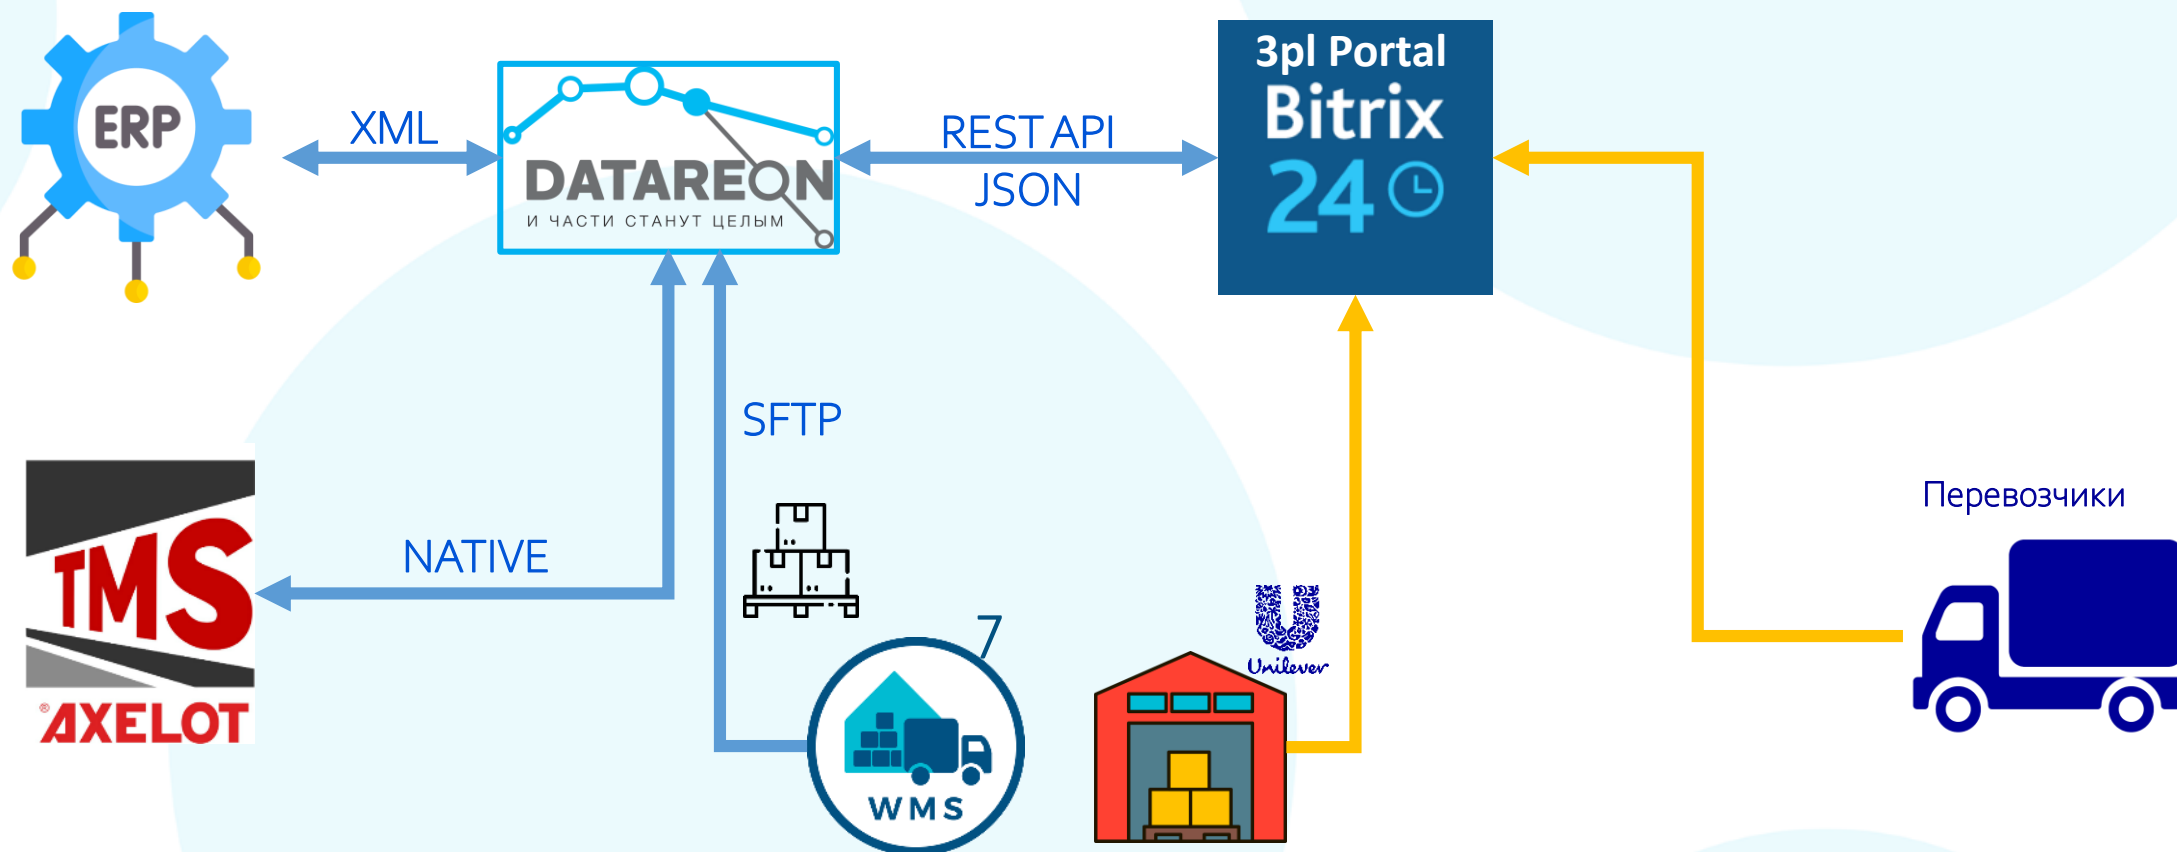 ERP
XML
DATAREON
И ЧАСТИ СТАНУТ ЦЕЛЫМ
REST API
JSON
3pl Portal
Bitrix
24
SFTP
Перевозчики
TMS
®AXELOT
NATIVE
7
WMS
U
Unilever